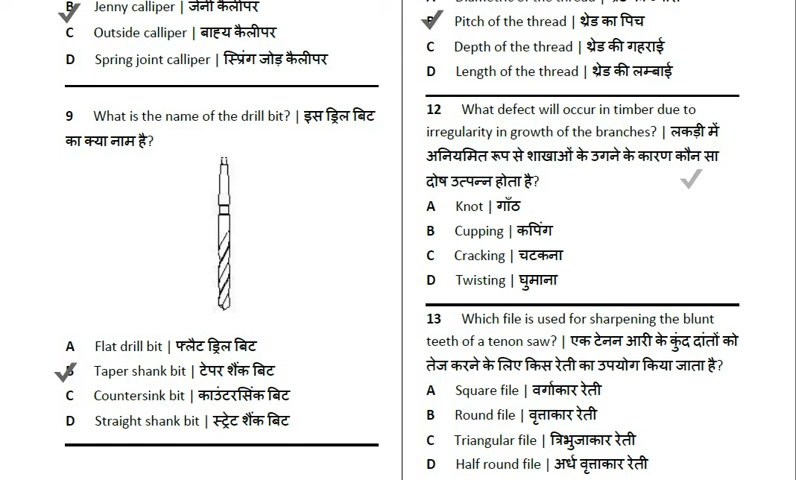 B Jenny calliper | जेनी कैलीपर
C Outside calliper | बाह्य कैलीपर
D Spring joint calliper | स्प्रिंग जोड़ कैलीपर
9 What is the name of the drill bit? | इस ड्रिल बिट
का क्या नाम है?
A Flat drill bit | फ्लैट ड्रिल बिट
B Taper shank bit | टेपर शैंक बिट
C Countersink bit | काउंटरसिंक बिट
D Straight shank bit | स्ट्रेट शैंक बिट
B Pitch of the thread | थ्रेड का पिच
C Depth of the thread | थ्रेड की गहराई
D Length of the thread | थ्रेड की लम्बाई
12 What defect will occur in timber due to
irregularity in growth of the branches? | लकड़ी में
अनियमित रूप से शाखाओं के उगने के कारण कौन सा
दोष उत्पन्न होता है?
A Knot | गाँठ
B Cupping | कपिंग
C Cracking | चटकना
D Twisting | घुमाना
13 Which file is used for sharpening the blunt
teeth of a tenon saw? | एक टेनन आरी के कुंद दांतों को
तेज करने के लिए किस रेती का उपयोग किया जाता है?
A Square file | वर्गाकार रेती
B Round file | वृत्ताकार रेती
C Triangular file | त्रिभुजाकार रेती
D Half round file | अर्ध वृत्ताकार रेती